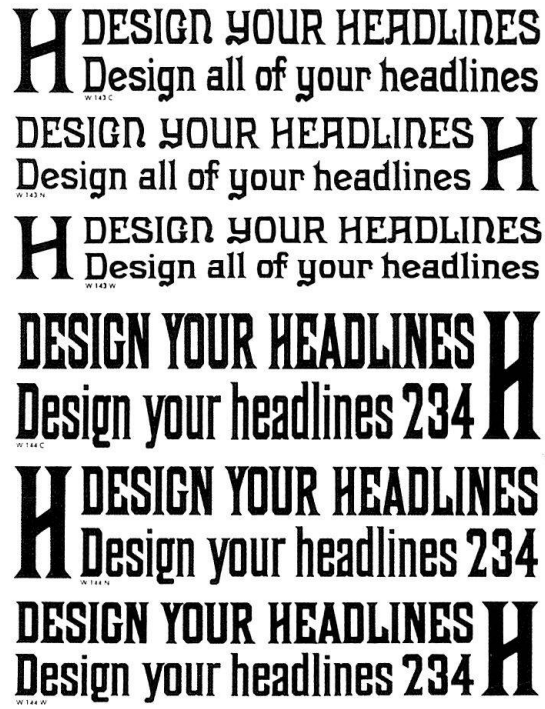 H DESIGN YOUR HEADLINES
Design all of your headlines
W 143 C
DESIGN YOUR HEADLINES H
Design all of your headlines
W 143 N
H DESIGN YOUR HEADLINES
Design all of your headlines
W 143 W
DESIGN YOUR HEADLINES H
Design your headlines 234
W 144 C
H DESIGN YOUR HEADLINES
Design your headlines 234
W 144 N
DESIGN YOUR HEADLINES H
Design your headlines 234
W 144 W